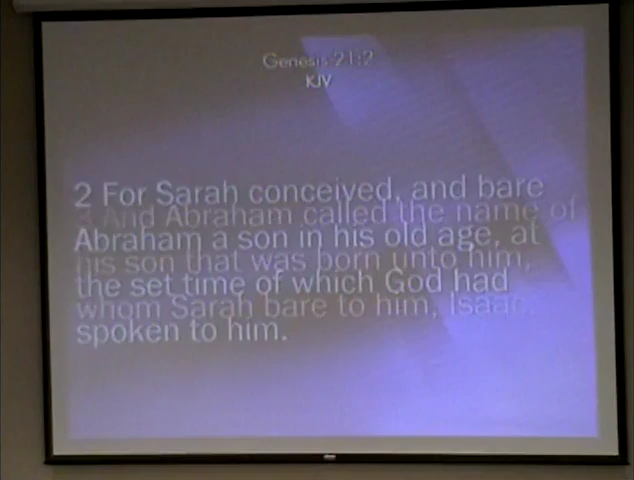 Genesis 21:2
KJV
2 For Sarah conceived, and bare
3 And Abraham called the name of
Abraham a son in his old age, at
his son that was born unto him,
the set time of which God had
whom Sarah bare to him, Isaac.
spoken to him.